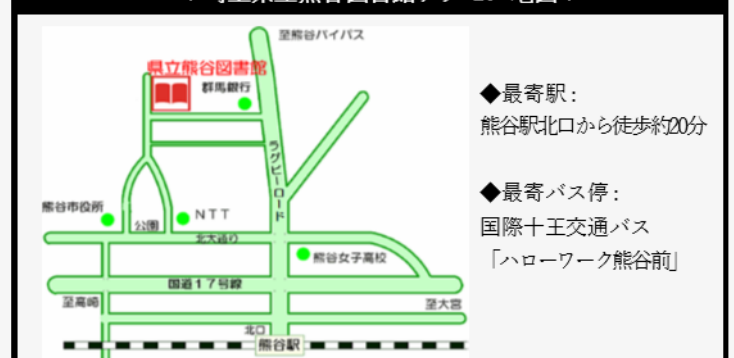 至熊谷バイパス
県立熊谷図書館
群馬銀行
ラグビーロード
熊谷市役所
公園
NTT
北大通り
熊谷女子高校
国道17号線
至高崎
至大宮
北口
熊谷駅
◆最寄駅:
熊谷駅北口から徒歩約20分
◆最寄バス停:
国際十王交通バス
「ハローワーク熊谷前」